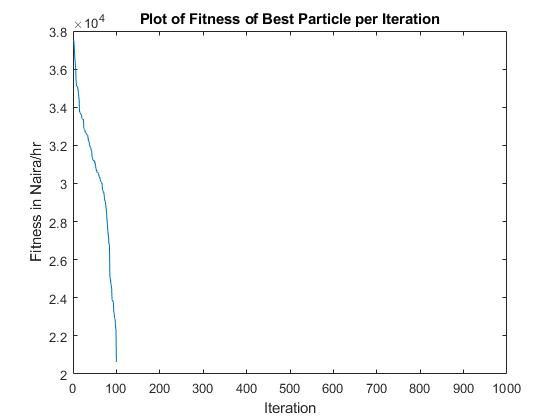 Plot of Fitness of Best Particle per Iteration
×10^4
3.8
3.6
3.4
3.2
3
2.8
2.6
2.4
2.2
2
Fitness in Naira/hr
0 100 200 300 400 500 600 700 800 900 1000
Iteration